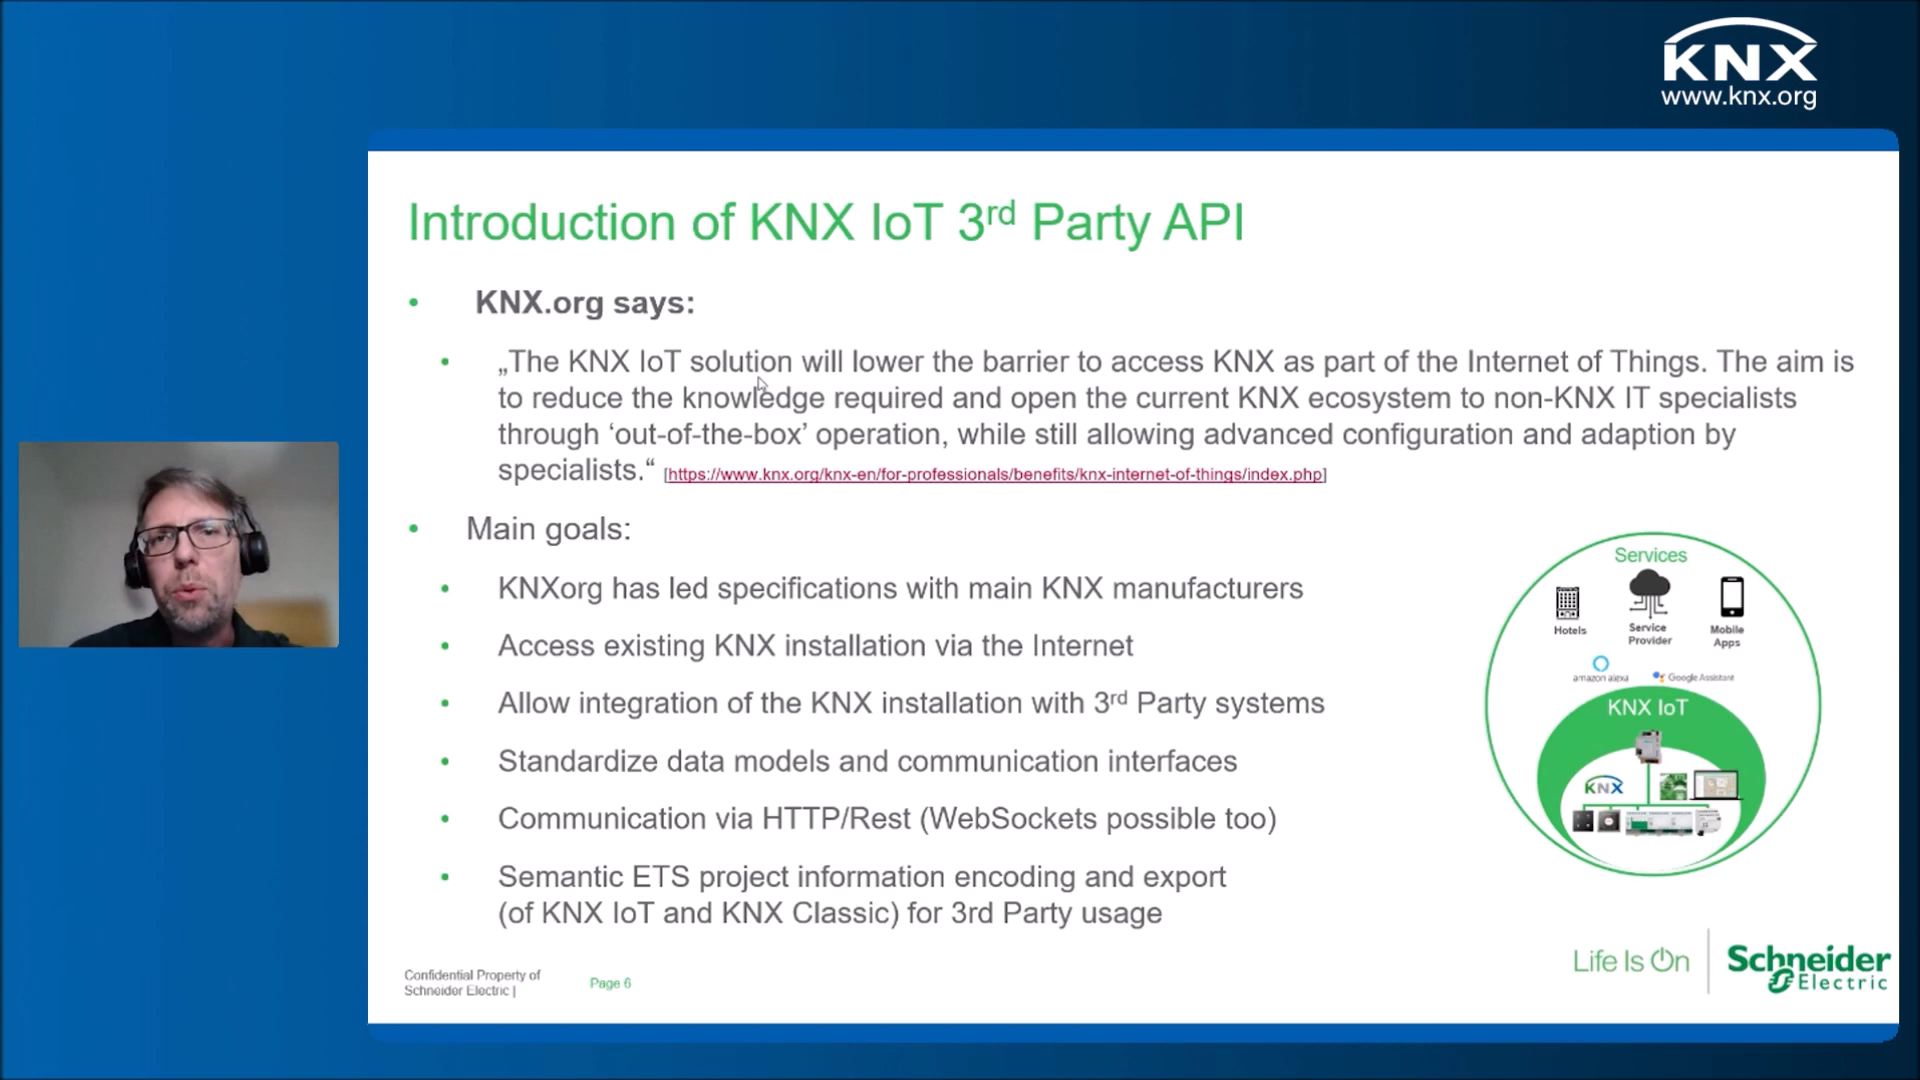 KNX
www.knx.org
Introduction of KNX IoT 3rd Party API
• KNX.org says:
• „The KNX IoT solution will lower the barrier to access KNX as part of the Internet of Things. The aim is
to reduce the knowledge required and open the current KNX ecosystem to non-KNX IT specialists
through ‘out-of-the-box’ operation, while still allowing advanced configuration and adaption by
specialists.“ [https://www.knx.org/knx-en/for-professionals/benefits/knx-internet-of-things/index.php]
• Main goals:
• KNXorg has led specifications with main KNX manufacturers
• Access existing KNX installation via the Internet
• Allow integration of the KNX installation with 3rd Party systems
• Standardize data models and communication interfaces
• Communication via HTTP/Rest (WebSockets possible too)
• Semantic ETS project information encoding and export
(of KNX IoT and KNX Classic) for 3rd Party usage
Services
Hotels
Service
Provider
Mobile
Apps
amazon alexa
Google Assistant
KNX IoT
KNX
Confidential Property of
Schneider Electric |
Page 6
Life Is On
Schneider
Electric